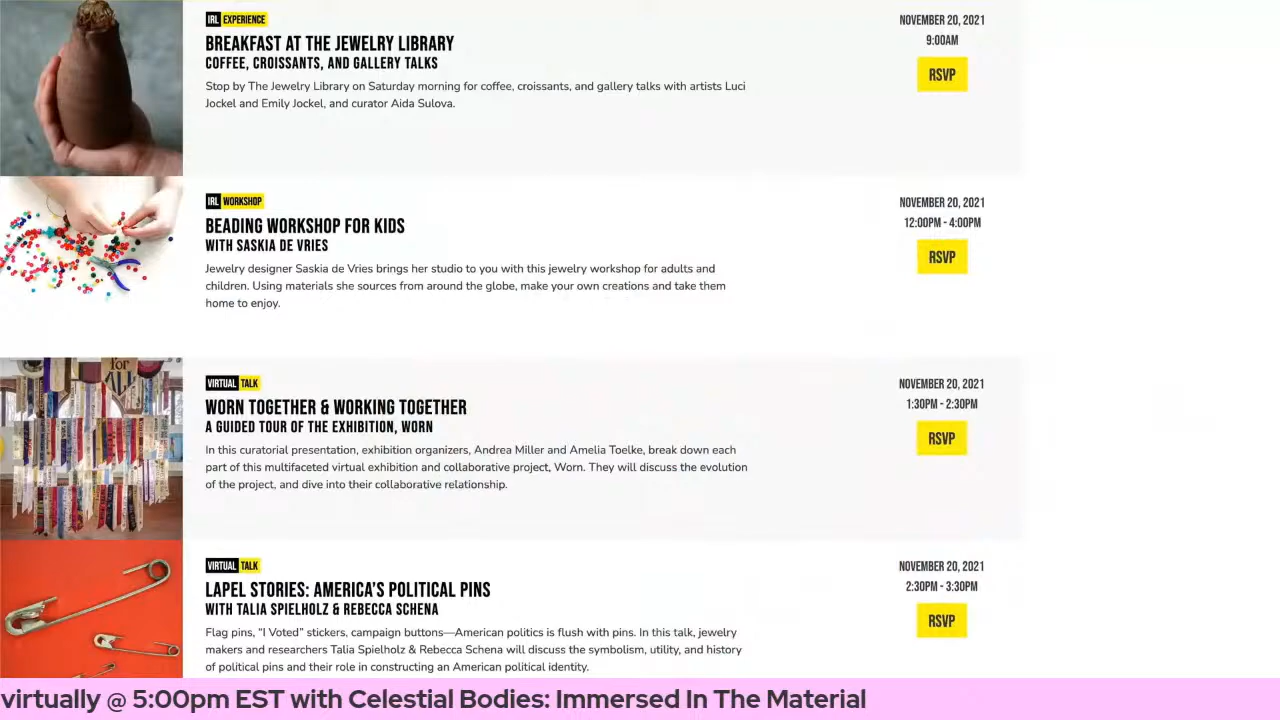 IRL EXPERIENCE
BREAKFAST AT THE JEWELRY LIBRARY
COFFEE, CROISSANTS, AND GALLERY TALKS
Stop by The Jewelry Library on Saturday morning for coffee, croissants, and gallery talks with artists Luci
Jockel and Emily Jockel, and curator Aida Sulova.
NOVEMBER 20, 2021
9:00AM
RSVP
IRL WORKSHOP
BEADING WORKSHOP FOR KIDS
WITH SASKIA DE VRIES
Jewelry designer Saskia de Vries brings her studio to you with this jewelry workshop for adults and
children. Using materials she sources from around the globe, make your own creations and take them
home to enjoy.
NOVEMBER 20, 2021
12:00PM - 4:00PM
RSVP
for
ALL
VIRTUAL TALK
WORN TOGETHER & WORKING TOGETHER
A GUIDED TOUR OF THE EXHIBITION, WORN
In this curatorial presentation, exhibition organizers, Andrea Miller and Amelia Toelke, break down each
part of this multifaceted virtual exhibition and collaborative project, Worn. They will discuss the evolution
of the project, and dive into their collaborative relationship.
NOVEMBER 20, 2021
1:30PM - 2:30PM
RSVP
VIRTUAL TALK
LAPEL STORIES: AMERICA'S POLITICAL PINS
WITH TALIA SPIELHOLZ & REBECCA SCHENA
Flag pins, “I Voted” stickers, campaign buttons—American politics is flush with pins. In this talk, jewelry
makers and researchers Talia Spielholz & Rebecca Schena will discuss the symbolism, utility, and history
of political pins and their role in constructing an American political identity.
NOVEMBER 20, 2021
2:30PM - 3:30PM
RSVP
virtually @ 5:00pm EST with Celestial Bodies: Immersed In The Material